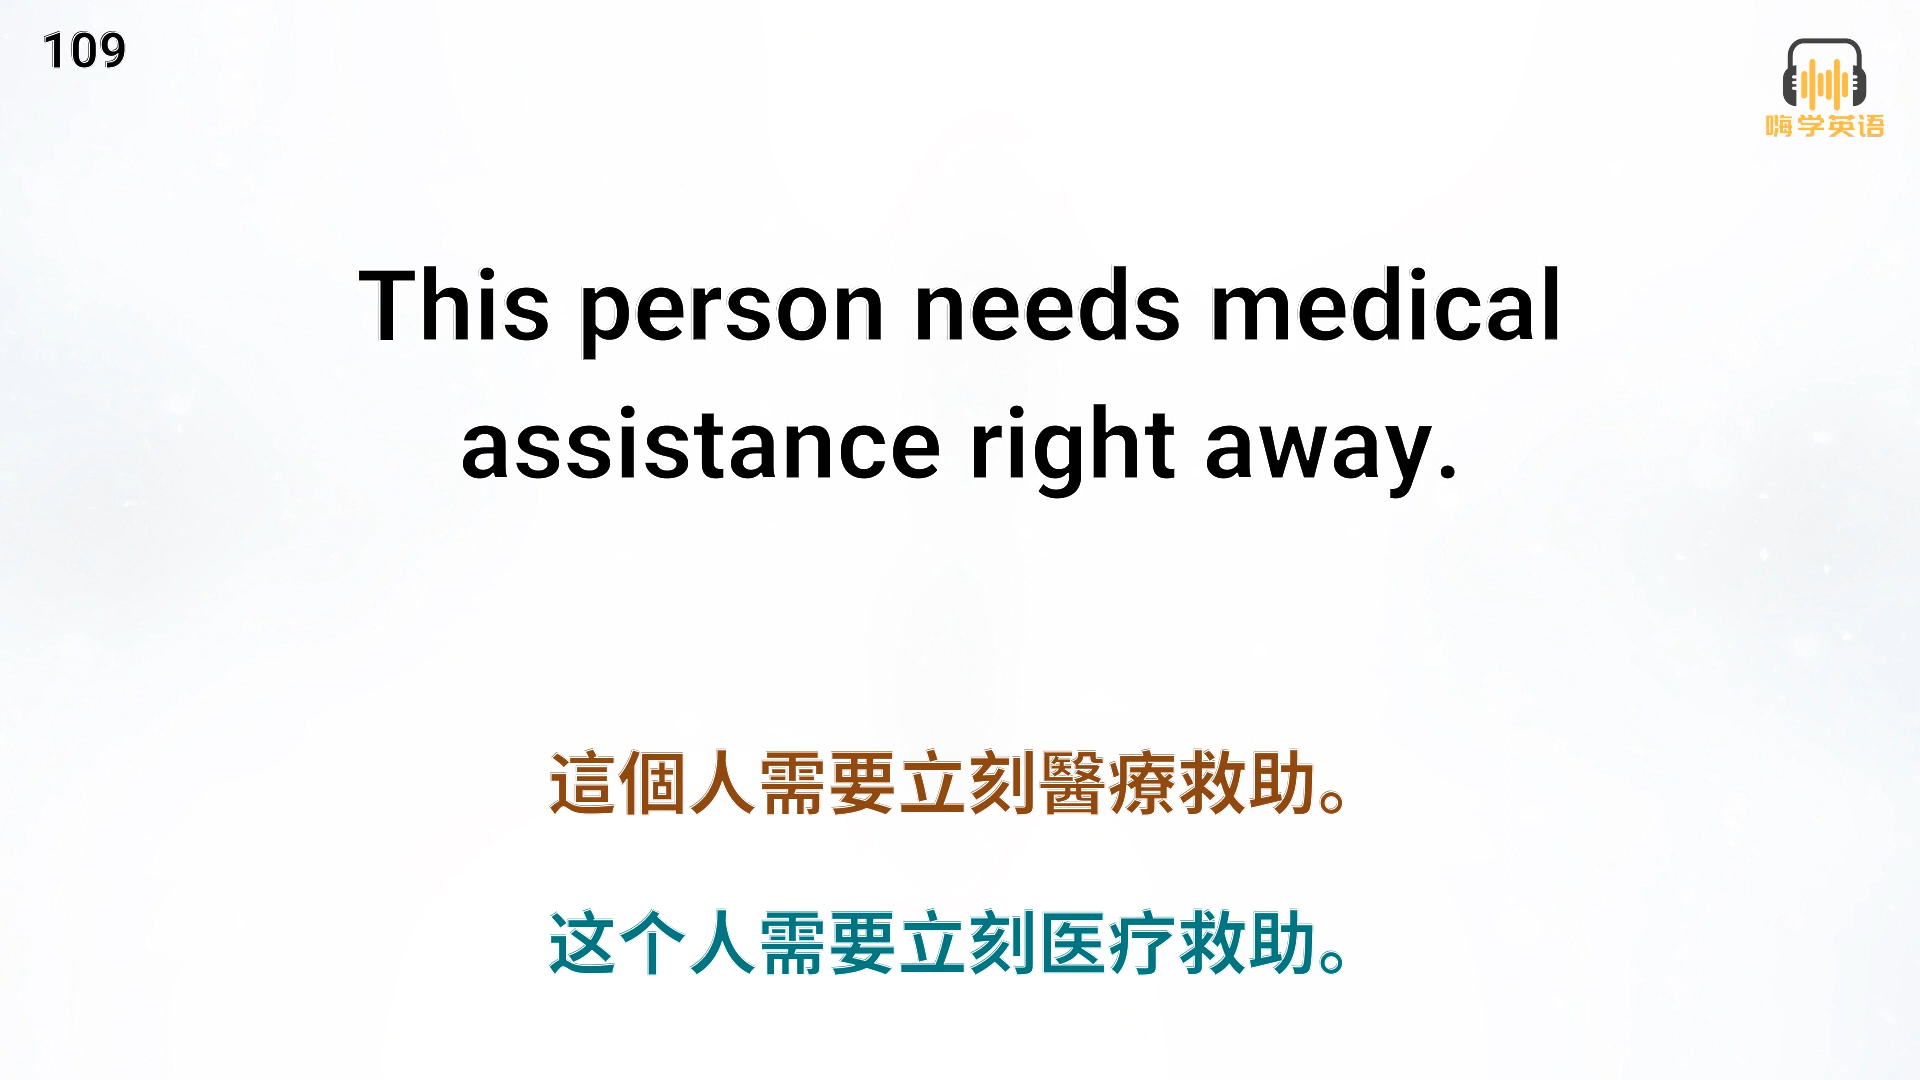 109
嗨学英语
This person needs medical
assistance right away.
這個人需要立刻醫療救助。
这个人需要立刻医疗救助。